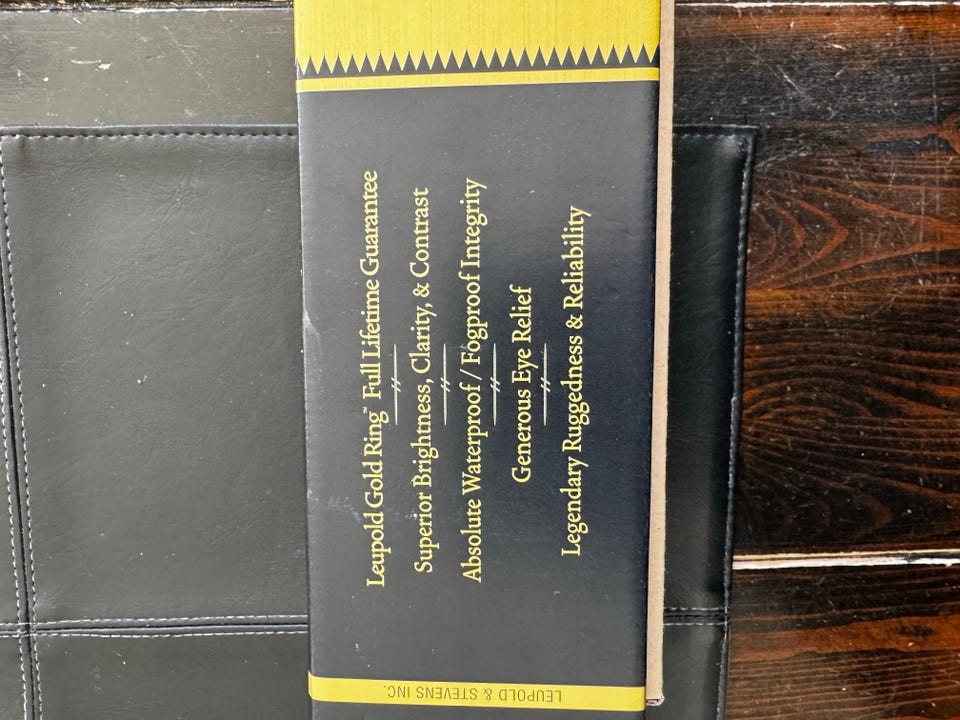 Leupold Gold Ring™ Full Lifetime Guarantee
Superior Brightness, Clarity, & Contrast
Absolute Waterproof / Fogproof Integrity
Generous Eye Relief
Legendary Ruggedness & Reliability
LEUPOLD & STEVENS INC.